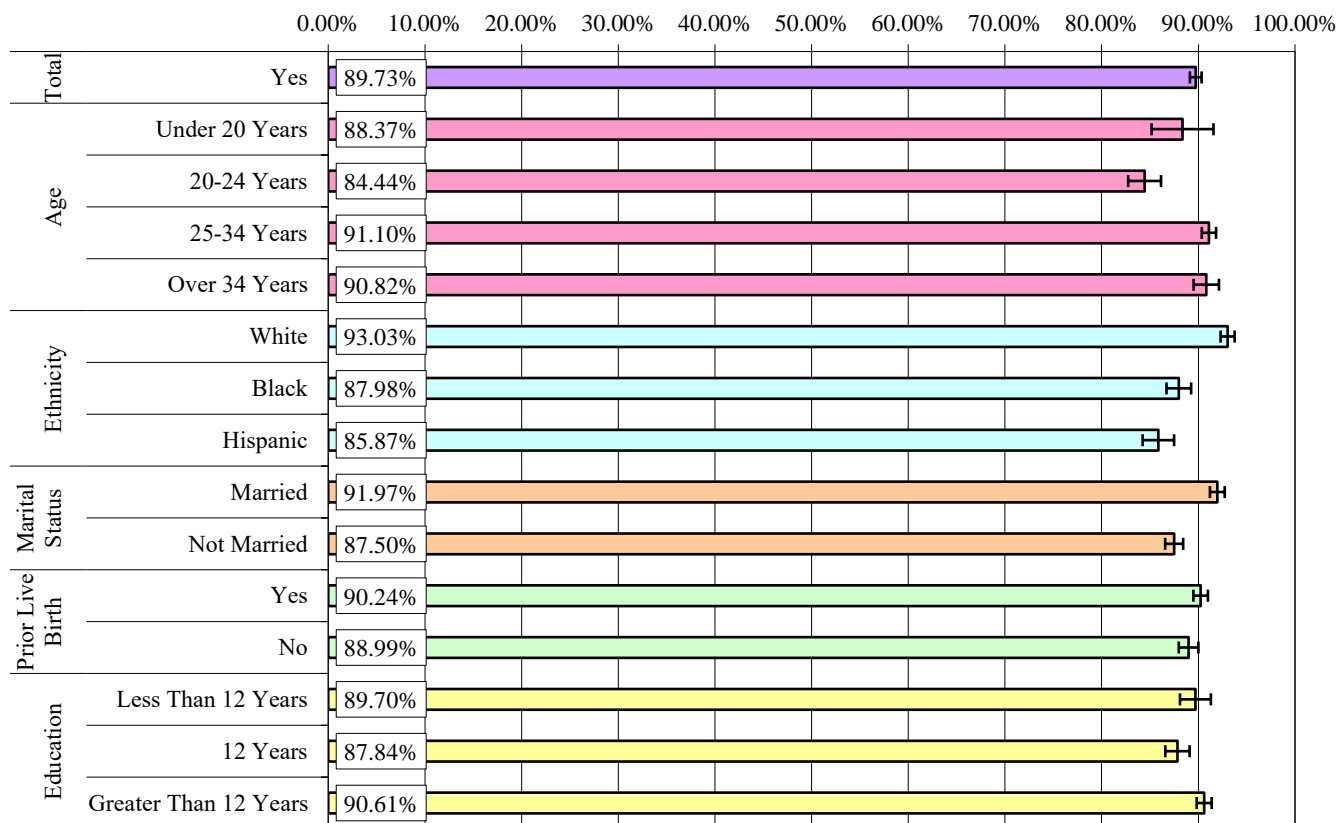 0.00% 10.00% 20.00% 30.00% 40.00% 50.00% 60.00% 70.00% 80.00% 90.00% 100.00%
Total
Yes 89.73%
Age
Under 20 Years 88.37%
20-24 Years 84.44%
25-34 Years 91.10%
Over 34 Years 90.82%
Ethnicity
White 93.03%
Black 87.98%
Hispanic 85.87%
Marital
Status
Married 91.97%
Not Married 87.50%
Prior Live
Birth
Yes 90.24%
No 88.99%
Education
Less Than 12 Years 89.70%
12 Years 87.84%
Greater Than 12 Years 90.61%